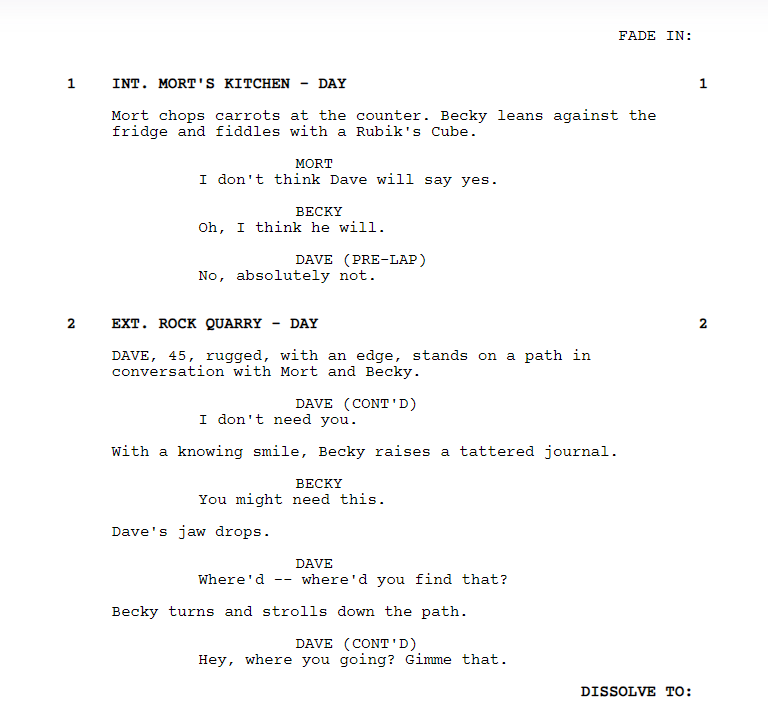 FADE IN:
1 INT. MORT'S KITCHEN - DAY 1
Mort chops carrots at the counter. Becky leans against the
fridge and fiddles with a Rubik's Cube.
MORT
I don't think Dave will say yes.
BECKY
Oh, I think he will.
DAVE (PRE-LAP)
No, absolutely not.
2 EXT. ROCK QUARRY - DAY 2
DAVE, 45, rugged, with an edge, stands on a path in
conversation with Mort and Becky.
DAVE (CONT'D)
I don't need you.
With a knowing smile, Becky raises a tattered journal.
BECKY
You might need this.
Dave's jaw drops.
DAVE
Where'd -- where'd you find that?
Becky turns and strolls down the path.
DAVE (CONT'D)
Hey, where you going? Gimme that.
DISSOLVE TO: